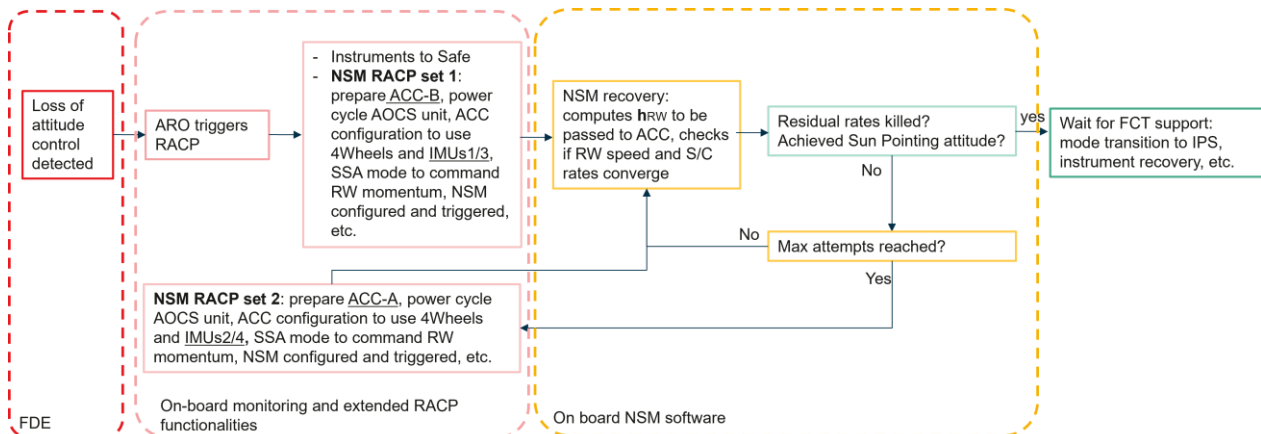 Loss of
attitude
control
detected
ARO triggers
RACP
- Instruments to Safe
- NSM RACP set 1:
prepare ACC-B, power
cycle AOCS unit, ACC
configuration to use
4Wheels and IMUs1/3,
SSA mode to command
RW momentum, NSM
configured and triggered,
etc.
NSM recovery:
computes hRW to be
passed to ACC, checks
if RW speed and S/C
rates converge
Residual rates killed?
Achieved Sun Pointing attitude?
yes
Wait for FCT support:
mode transition to IPS,
instrument recovery, etc.
No
Max attempts reached?
No
Yes
NSM RACP set 2: prepare ACC-A, power cycle
AOCS unit, ACC configuration to use 4Wheels
and IMUs2/4, SSA mode to command RW
momentum, NSM configured and triggered, etc.
FDE
On-board monitoring and extended RACP
functionalities
On board NSM software